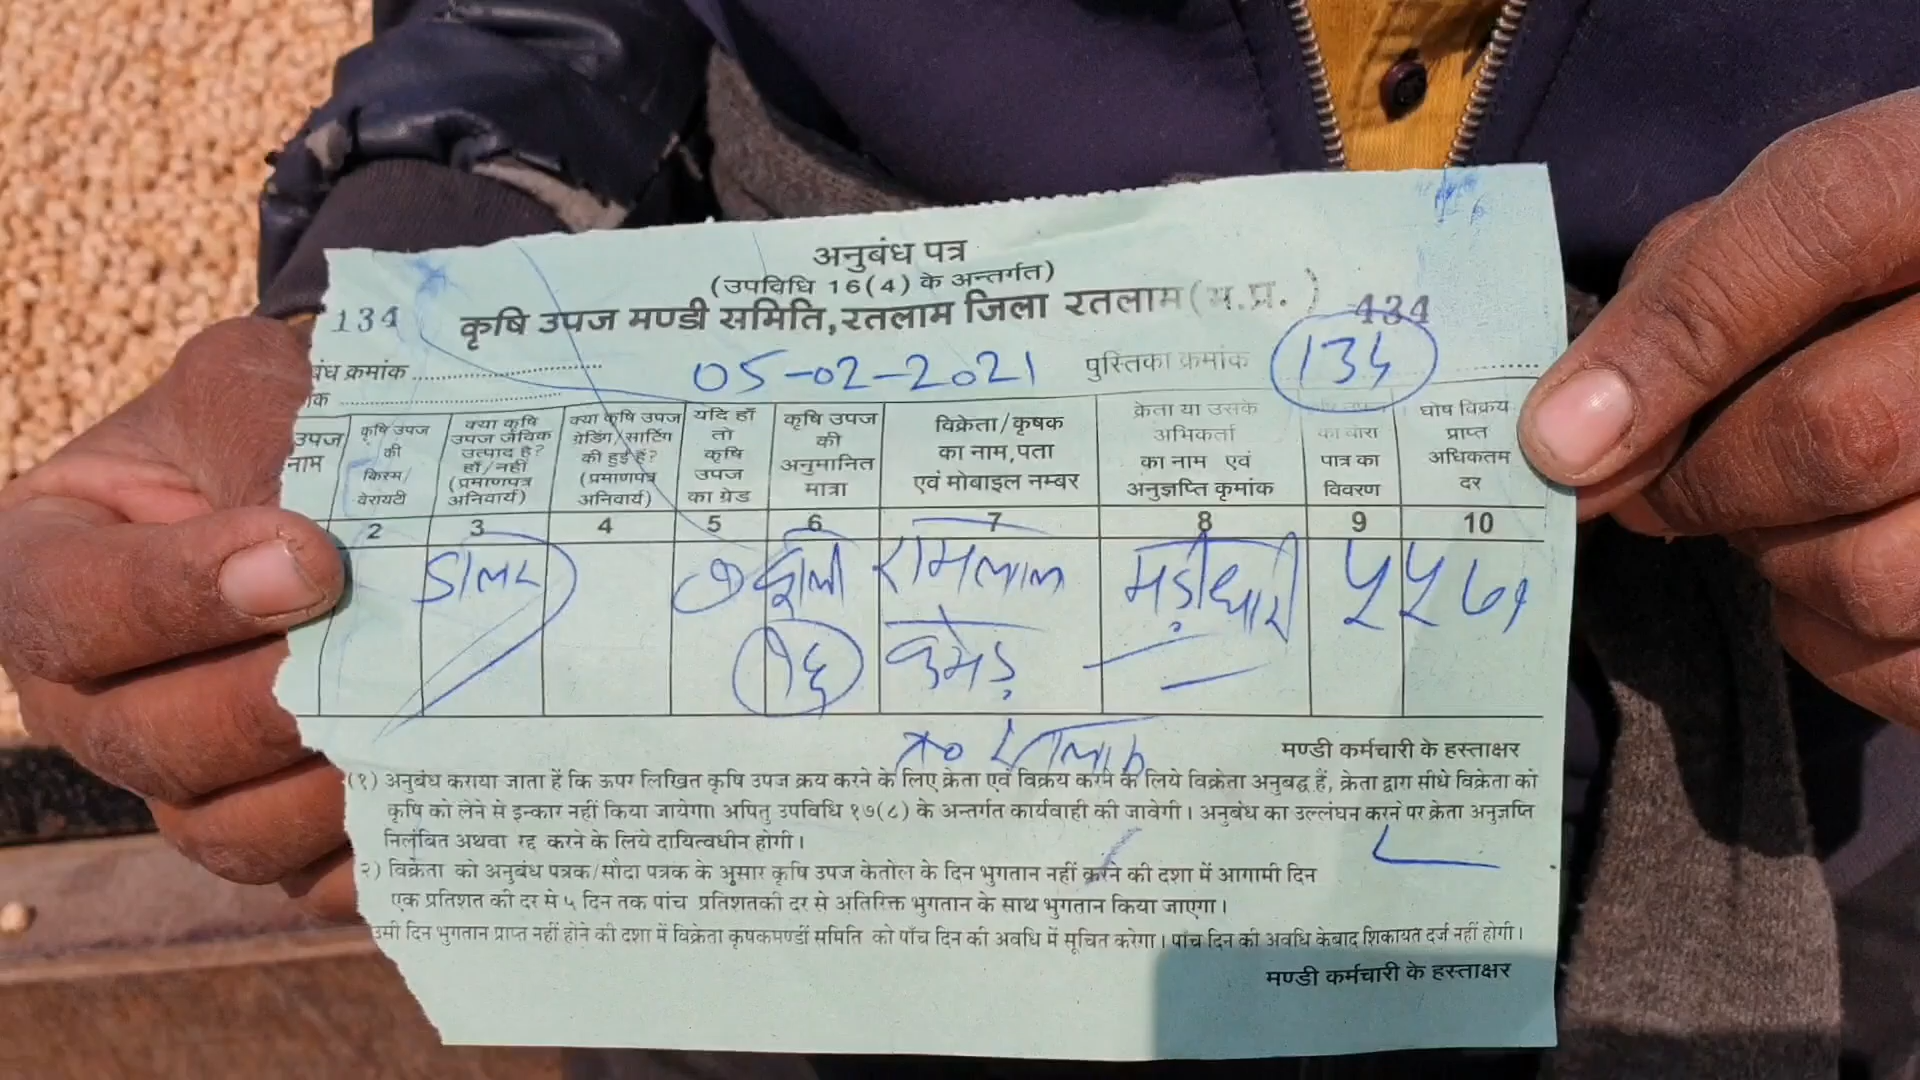 अनुबंध पत्र
(उपविधि 16(4) के अन्तर्गत)
134 कृषि उपज मण्डी समिति, रतलाम जिला रतलाम (म.प्र. ) 134
बंध क्रमांक .......... 05-02-2021 पुस्तिका क्रमांक 134
क ..........
उपज नाम
कृषि उपज की किस्म/ वेरायटी
क्या कृषि उपज जैविक उत्पाद है? हाँ/नहीं (प्रमाणपत्र अनिवार्य)
क्या कृषि उपज ग्रेडिंग/सार्टिंग की हुई है? (प्रमाणपत्र अनिवार्य)
यदि हाँ तो कृषि उपज का ग्रेड
कृषि उपज की अनुमानित मात्रा
विक्रेता/कृषक का नाम,पता एवं मोबाइल नम्बर
क्रेता या उसके अभिकर्ता का नाम एवं अनुज्ञप्ति कृमांक
पात्र का विवरण
घोष विक्रय प्राप्त अधिकतम दर
2 3 4 5 6 7 8 9 10
डालर रामलाल ५५७१
१६
मण्डी कर्मचारी के हस्ताक्षर
(१) अनुबंध कराया जाता हैं कि ऊपर लिखित कृषि उपज क्रय करने के लिए क्रेता एवं विक्रय करने के लिये विक्रेता अनुबद्ध हैं, क्रेता द्वारा सीधे विक्रेता को
कृषि को लेने से इन्कार नहीं किया जायेगा। अपितु उपविधि १७(८) के अन्तर्गत कार्यवाही की जावेगी। अनुबंध का उल्लंघन करने पर क्रेता अनुज्ञप्ति
निलंबित अथवा रद्द करने के लिये दायित्वधीन होगी।
२) विक्रेता को अनुबंध पत्रक/सौदा पत्रक के अुसार कृषि उपज केतोल के दिन भुगतान नहीं करने की दशा में आगामी दिन
एक प्रतिशत की दर से ५ दिन तक पांच प्रतिशतकी दर से अतिरिक्त भुगतान के साथ भुगतान किया जाएगा।
उसी दिन भुगतान प्राप्त नहीं होने की दशा में विक्रेता कृषकमण्डी समिति को पाँच दिन की अवधि में सूचित करेगा। पांच दिन की अवधि केबाद शिकायत दर्ज नहीं होगी।
मण्डी कर्मचारी के हस्ताक्षर